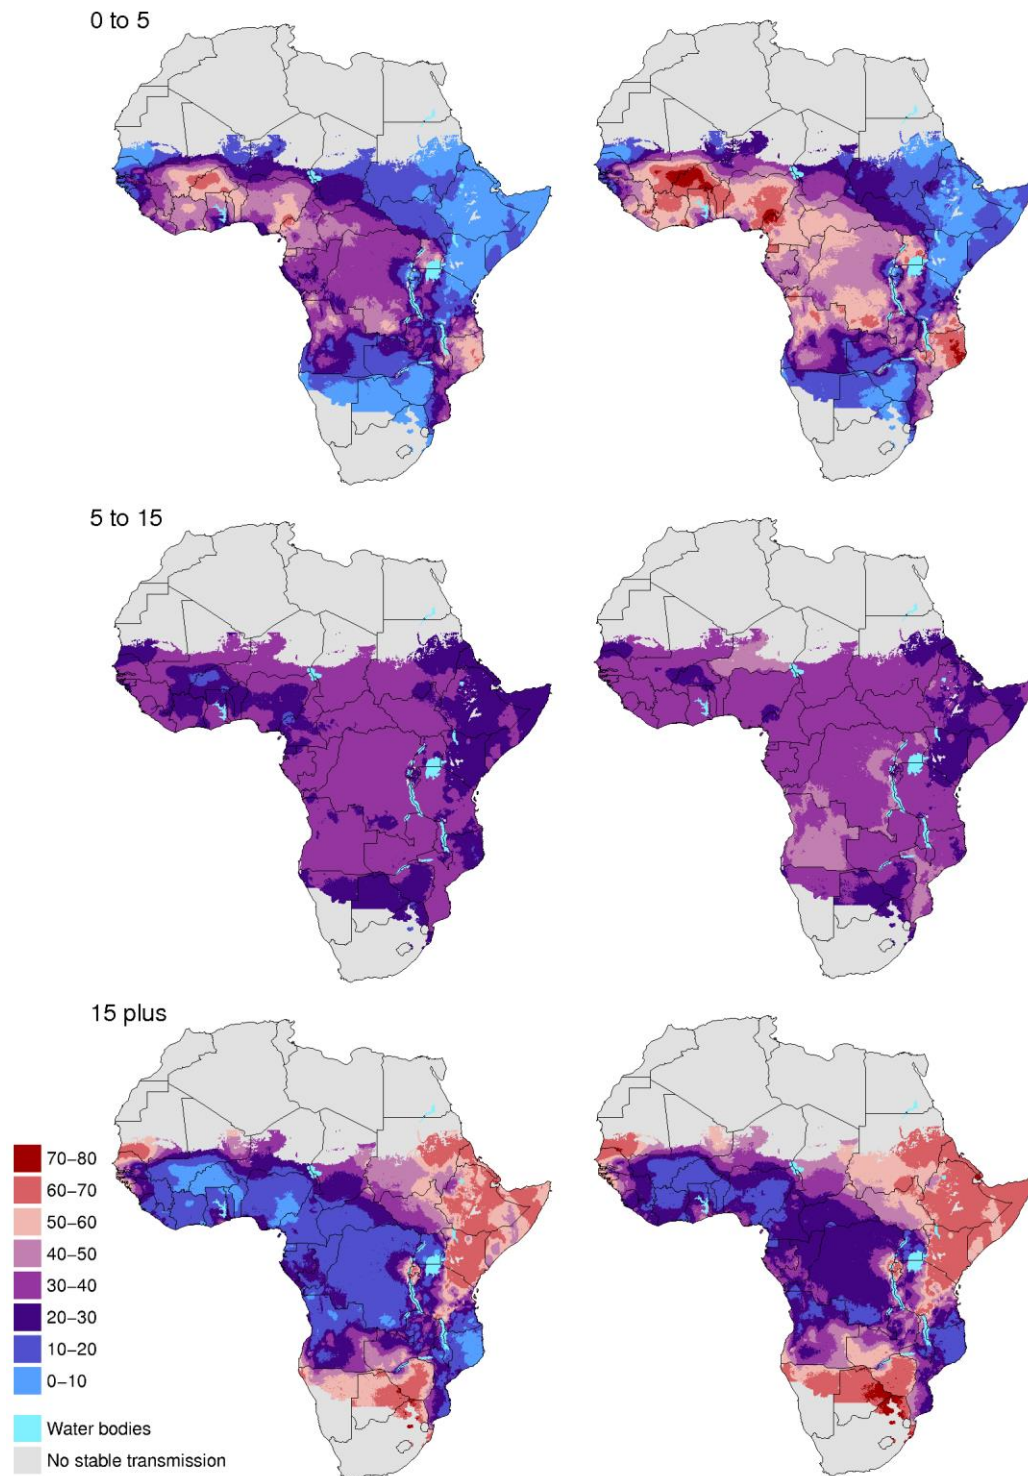 0 to 5
5 to 15
15 plus
70–80
60–70
50–60
40–50
30–40
20–30
10–20
0–10
Water bodies
No stable transmission